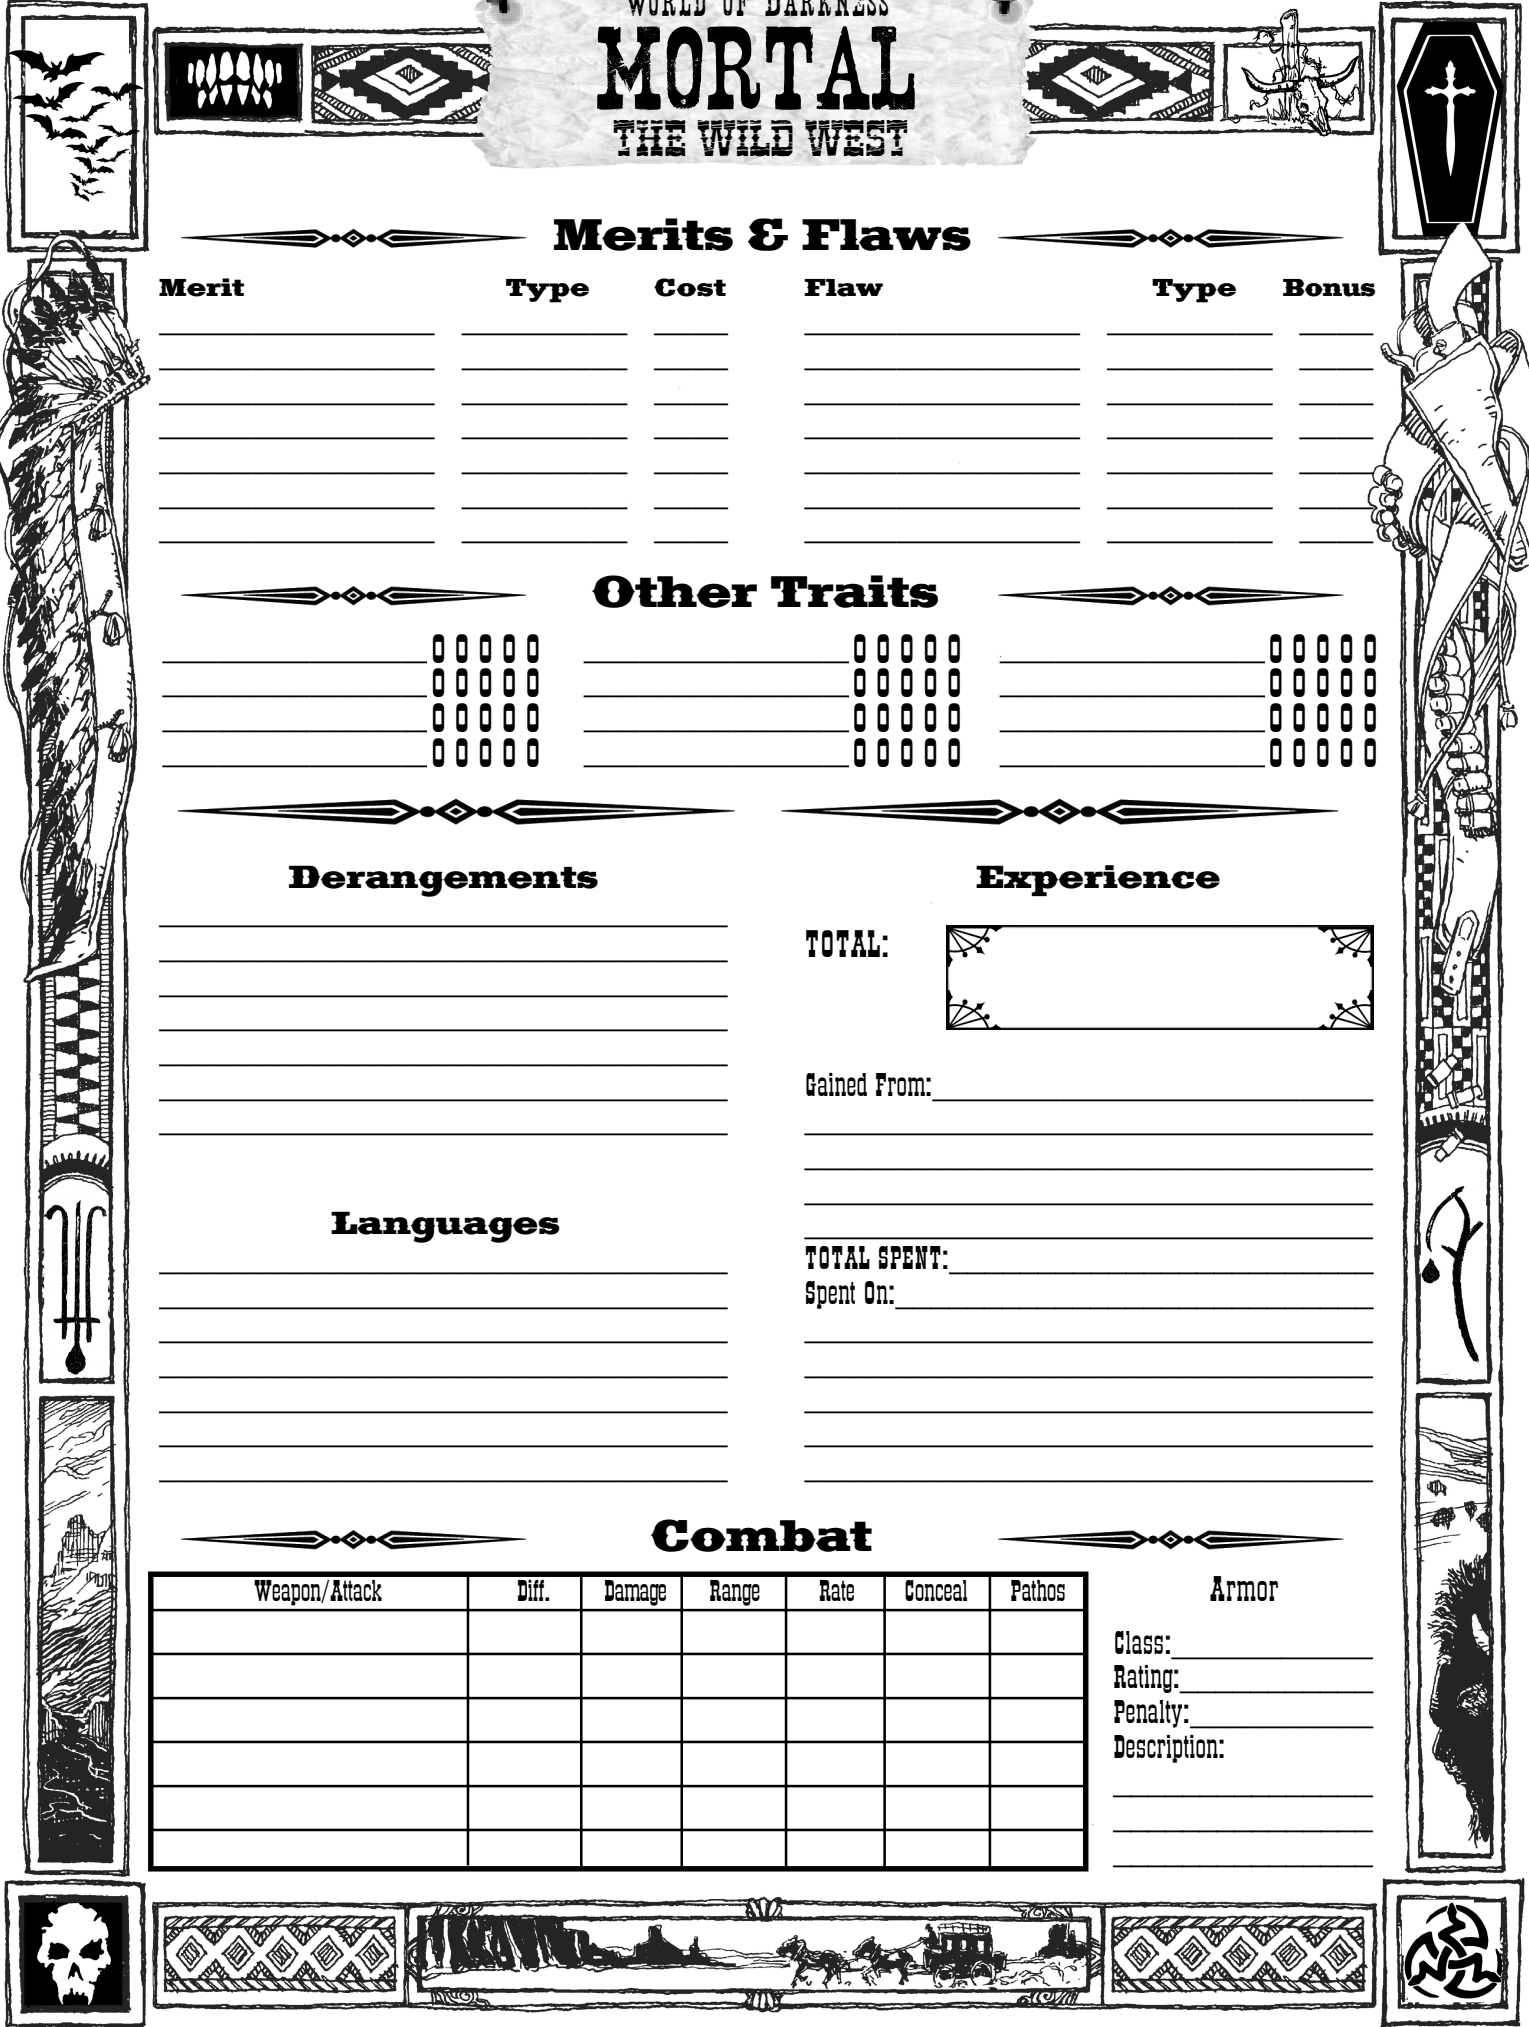 WORLD OF DARKNESS
MORTAL
THE WILD WEST
Merits & Flaws
Merit Type Cost Flaw Type Bonus
Other Traits
Derangements Experience
TOTAL:
Gained From:
Languages
TOTAL SPENT:
Spent On:
Combat
Weapon/Attack Diff. Damage Range Rate Conceal Pathos Armor
Class:
Rating:
Penalty:
Description: